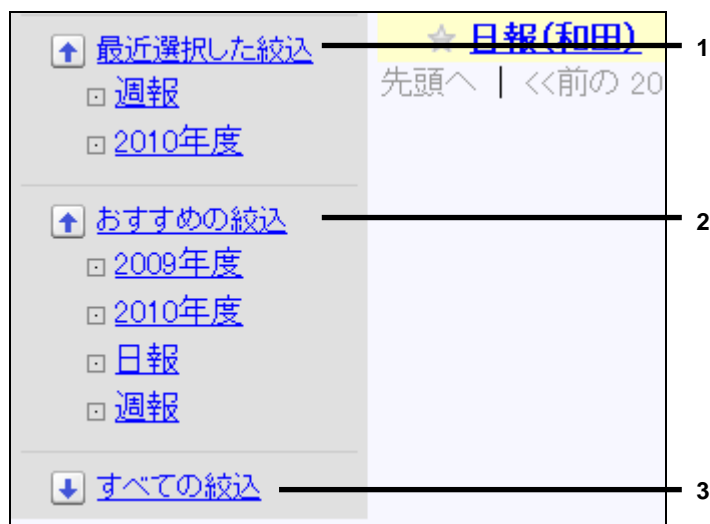 最近選択した絞込
週報
2010年度
おすすめの絞込
2009年度
2010年度
日報
週報
すべての絞込
日報(和田)
先頭へ | <<前の 20
1
2
3